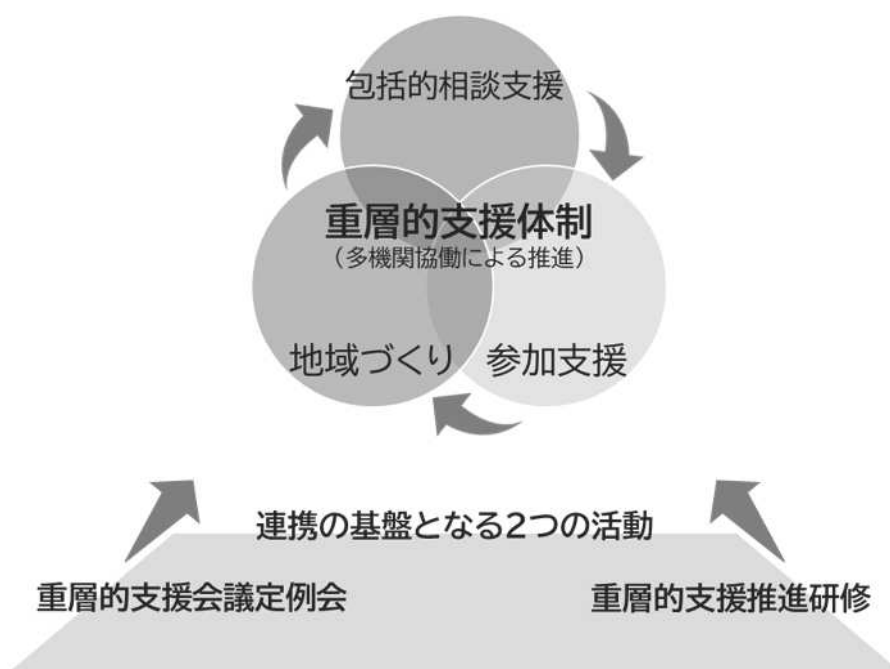 包括的相談支援
重層的支援体制
（多機関協働による推進）
地域づくり 参加支援
連携の基盤となる2つの活動
重層的支援会議定例会 重層的支援推進研修